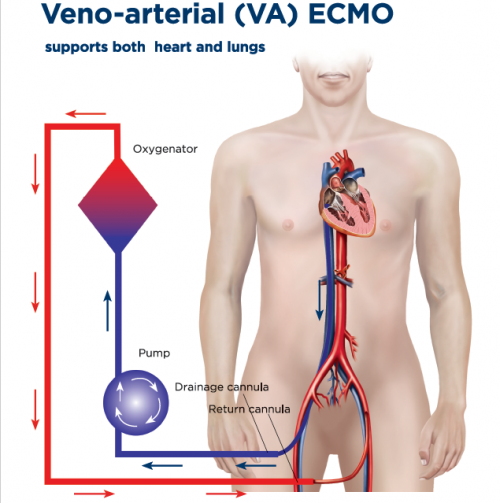 Veno-arterial (VA) ECMO
supports both heart and lungs
Oxygenator
Pump
Drainage cannula
Return cannula